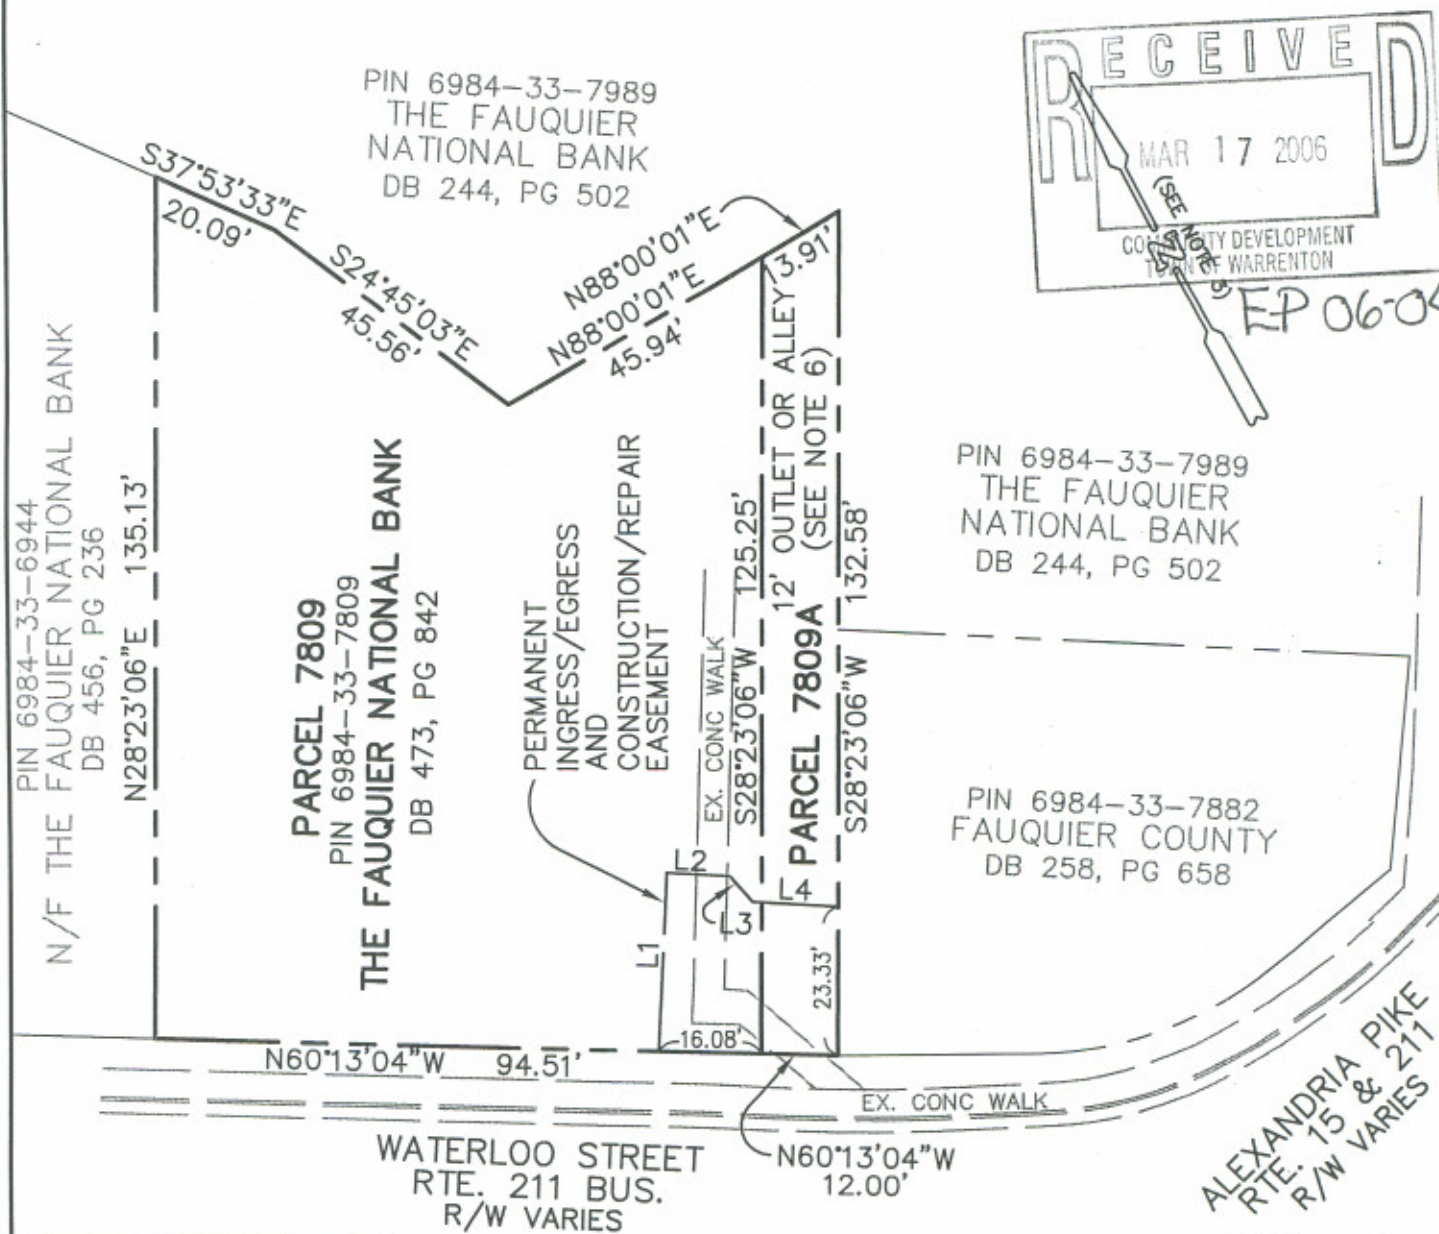 RECEIVED
MAR 17 2006
DEVELOPMENT
OF WARRENTON
EP 06-04
(SEE NOTE 3)
PIN 6984-33-7989
THE FAUQUIER
NATIONAL BANK
DB 244, PG 502
S37°53'33"E
20.09'
S24°45'03"E
45.56'
N88°00'01"E
13.91'
N88°00'01"E
45.94'
PIN 6984-33-6944
N/F THE FAUQUIER NATIONAL BANK
DB 456, PG 236
N28°23'06"E 135.13'
PARCEL 7809
PIN 6984-33-7809
THE FAUQUIER NATIONAL BANK
DB 473, PG 842
PERMANENT
INGRESS/EGRESS
AND
CONSTRUCTION/REPAIR
EASEMENT
EX. CONC WALK
S28°23'06"W 125.25'
12' OUTLET OR ALLEY
(SEE NOTE 6)
PARCEL 7809A
S28°23'06"W 132.58'
PIN 6984-33-7989
THE FAUQUIER
NATIONAL BANK
DB 244, PG 502
PIN 6984-33-7882
FAUQUIER COUNTY
DB 258, PG 658
L2
L4
L3
L1
23.33'
16.08'
N60°13'04"W 94.51'
EX. CONC WALK
N60°13'04"W
12.00'
WATERLOO STREET
RTE. 211 BUS.
R/W VARIES
ALEXANDRIA PIKE
RTE. 15 & 211
R/W VARIES